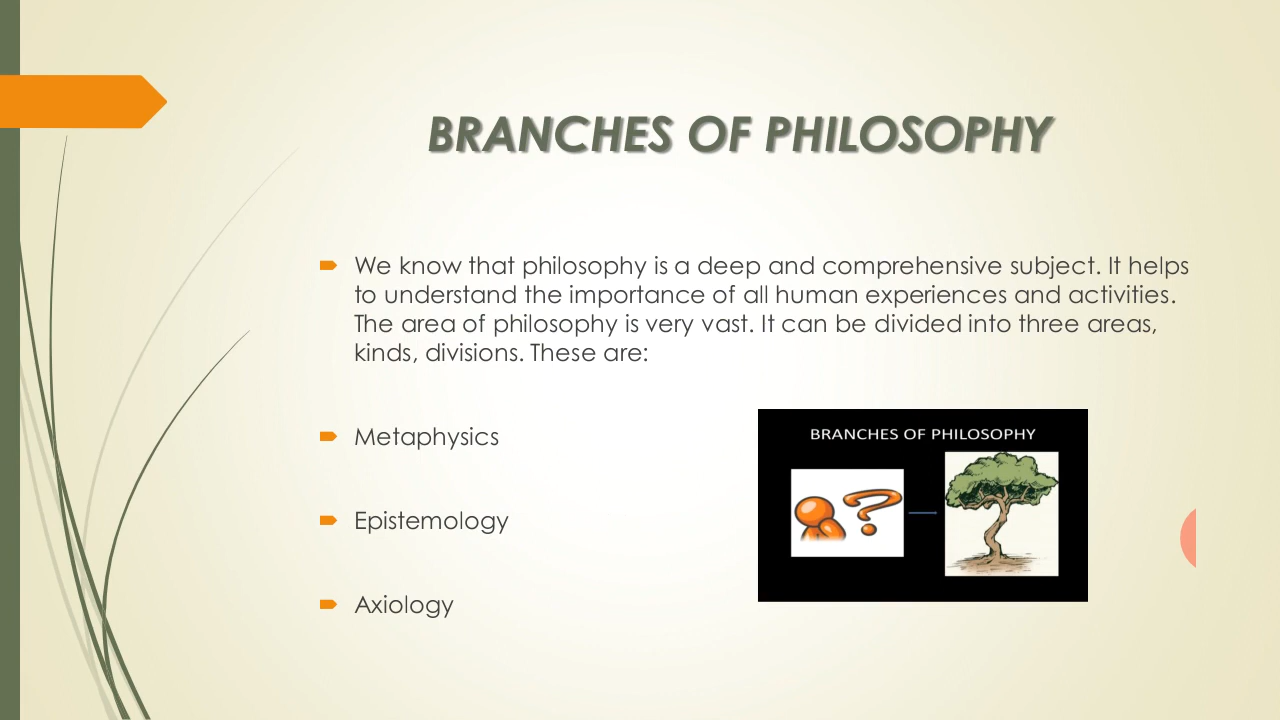 BRANCHES OF PHILOSOPHY
We know that philosophy is a deep and comprehensive subject. It helps
to understand the importance of all human experiences and activities.
The area of philosophy is very vast. It can be divided into three areas,
kinds, divisions. These are:
Metaphysics
Epistemology
Axiology
BRANCHES OF PHILOSOPHY